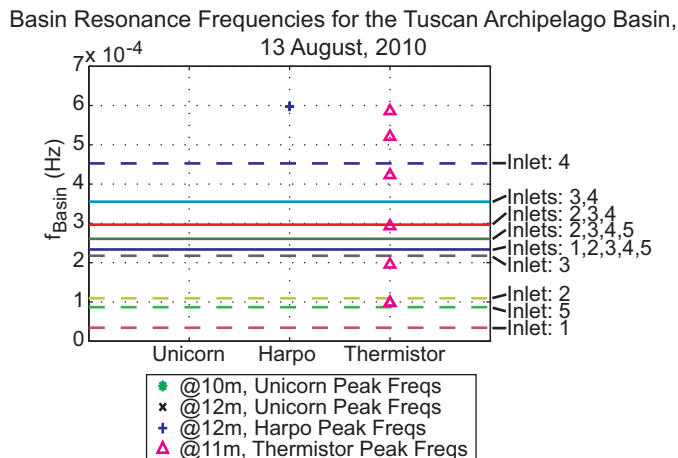 Basin Resonance Frequencies for the Tuscan Archipelago Basin,
13 August, 2010
7 x 10^-4
6
5
4
3
2
1
0
f_Basin (Hz)
Inlet: 4
Inlets: 3,4
Inlets: 2,3,4
Inlets: 2,3,4,5
Inlets: 1,2,3,4,5
Inlet: 3
Inlet: 2
Inlet: 5
Inlet: 1
Unicorn Harpo Thermistor
@10m, Unicorn Peak Freqs
@12m, Unicorn Peak Freqs
@12m, Harpo Peak Freqs
@11m, Thermistor Peak Freqs